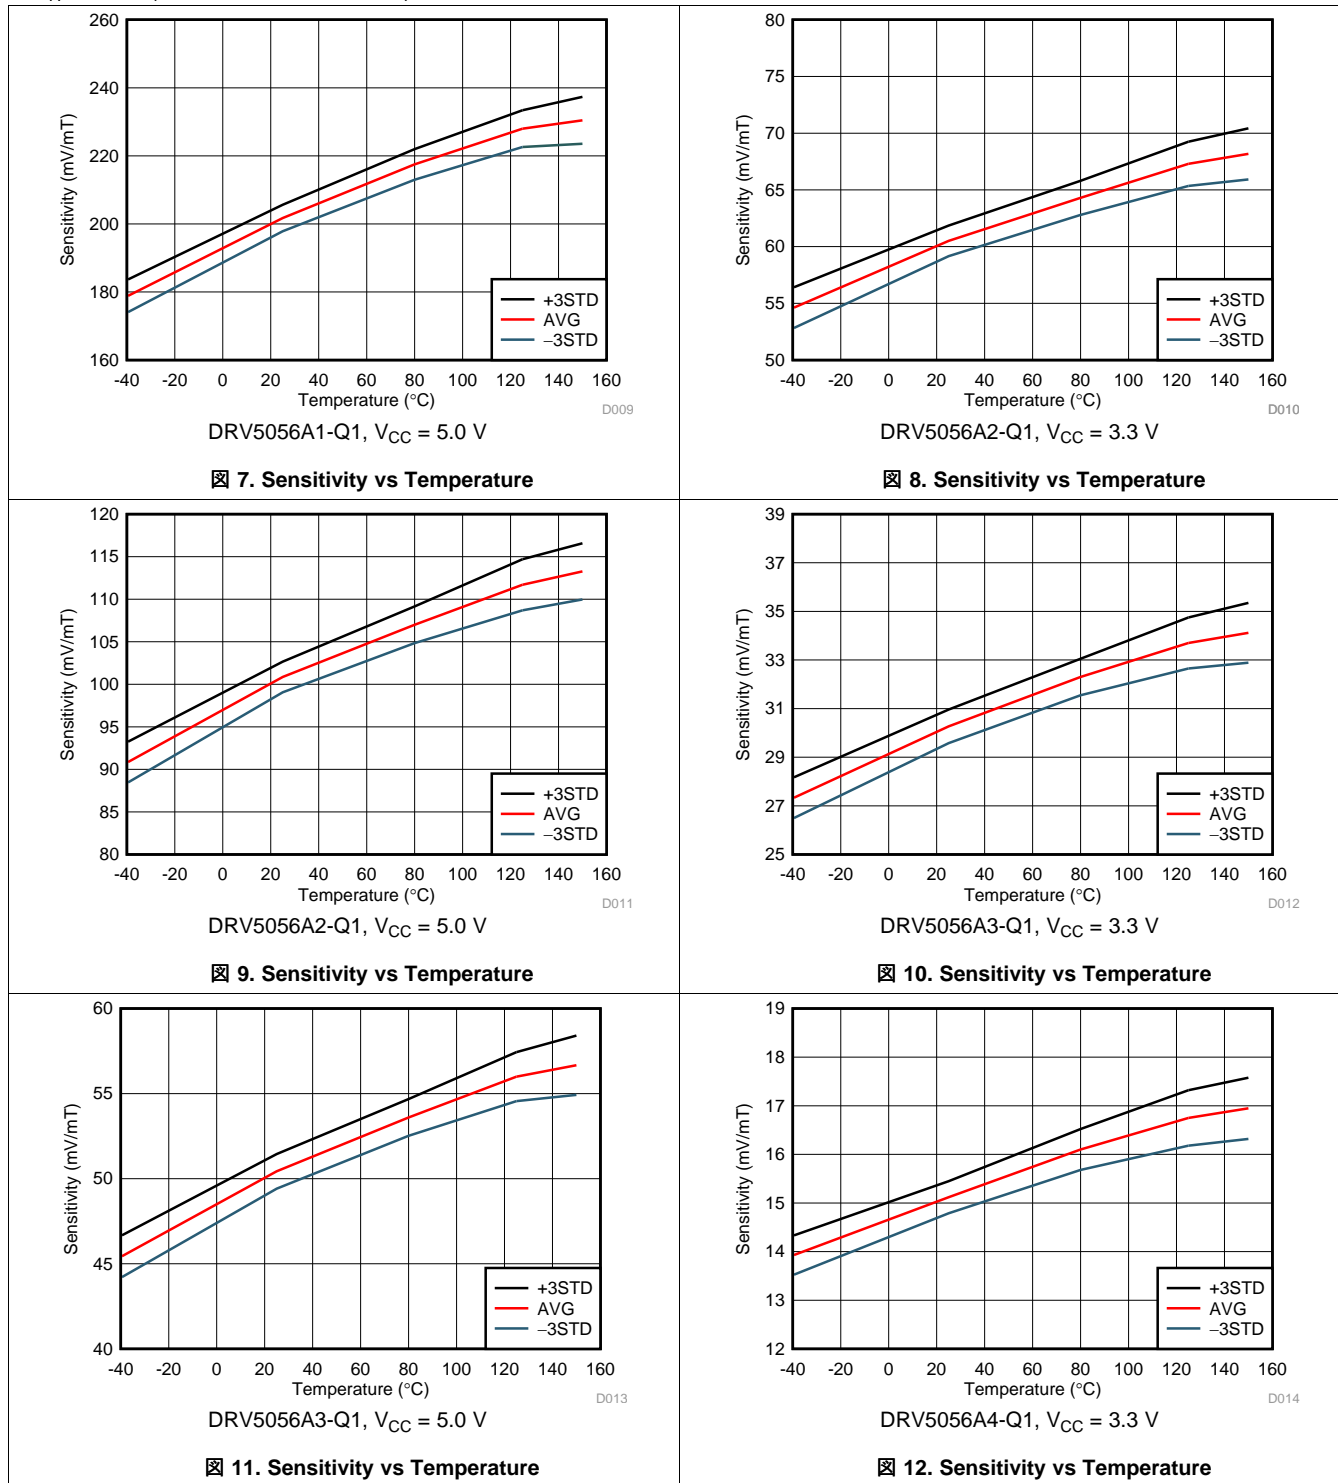 260
240
220
200
180
160
Sensitivity (mV/mT)
+3STD
AVG
−3STD
-40 -20 0 20 40 60 80 100 120 140 160
Temperature (°C)
D009
DRV5056A1-Q1, VCC = 5.0 V
図 7. Sensitivity vs Temperature
80
75
70
65
60
55
50
Sensitivity (mV/mT)
+3STD
AVG
−3STD
-40 -20 0 20 40 60 80 100 120 140 160
Temperature (°C)
D010
DRV5056A2-Q1, VCC = 3.3 V
図 8. Sensitivity vs Temperature
120
115
110
105
100
95
90
85
80
Sensitivity (mV/mT)
+3STD
AVG
−3STD
-40 -20 0 20 40 60 80 100 120 140 160
Temperature (°C)
D011
DRV5056A2-Q1, VCC = 5.0 V
図 9. Sensitivity vs Temperature
39
37
35
33
31
29
27
25
Sensitivity (mV/mT)
+3STD
AVG
−3STD
-40 -20 0 20 40 60 80 100 120 140 160
Temperature (°C)
D012
DRV5056A3-Q1, VCC = 3.3 V
図 10. Sensitivity vs Temperature
60
55
50
45
40
Sensitivity (mV/mT)
+3STD
AVG
−3STD
-40 -20 0 20 40 60 80 100 120 140 160
Temperature (°C)
D013
DRV5056A3-Q1, VCC = 5.0 V
図 11. Sensitivity vs Temperature
19
18
17
16
15
14
13
12
Sensitivity (mV/mT)
+3STD
AVG
−3STD
-40 -20 0 20 40 60 80 100 120 140 160
Temperature (°C)
D014
DRV5056A4-Q1, VCC = 3.3 V
図 12. Sensitivity vs Temperature